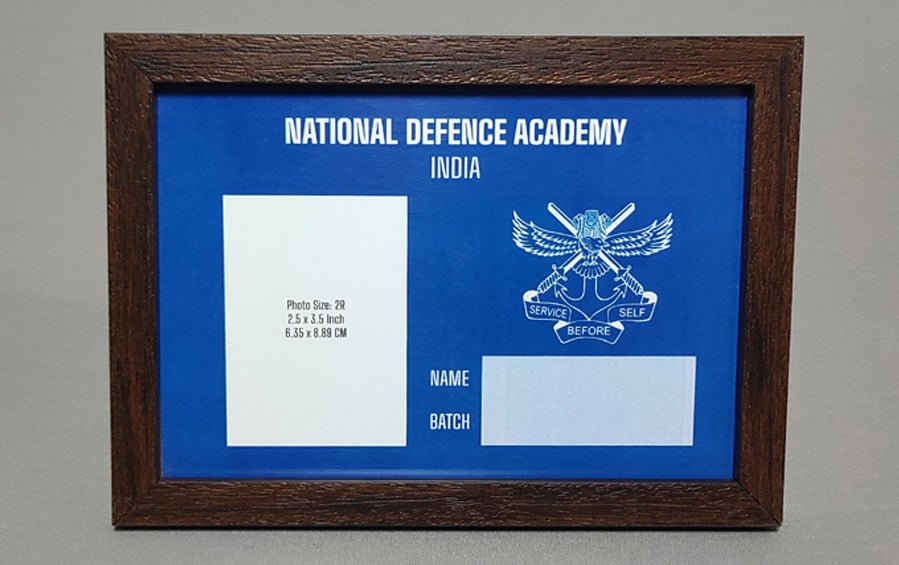 NATIONAL DEFENCE ACADEMY
INDIA
Photo Size: 2R
2.5 x 3.5 Inch
6.35 x 8.89 CM
SERVICE BEFORE SELF
NAME
BATCH